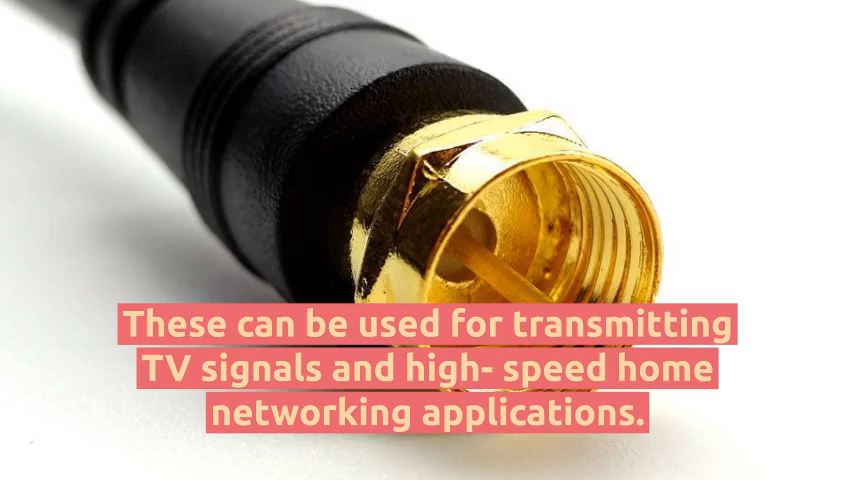 These can be used for transmitting
TV signals and high- speed home
networking applications.